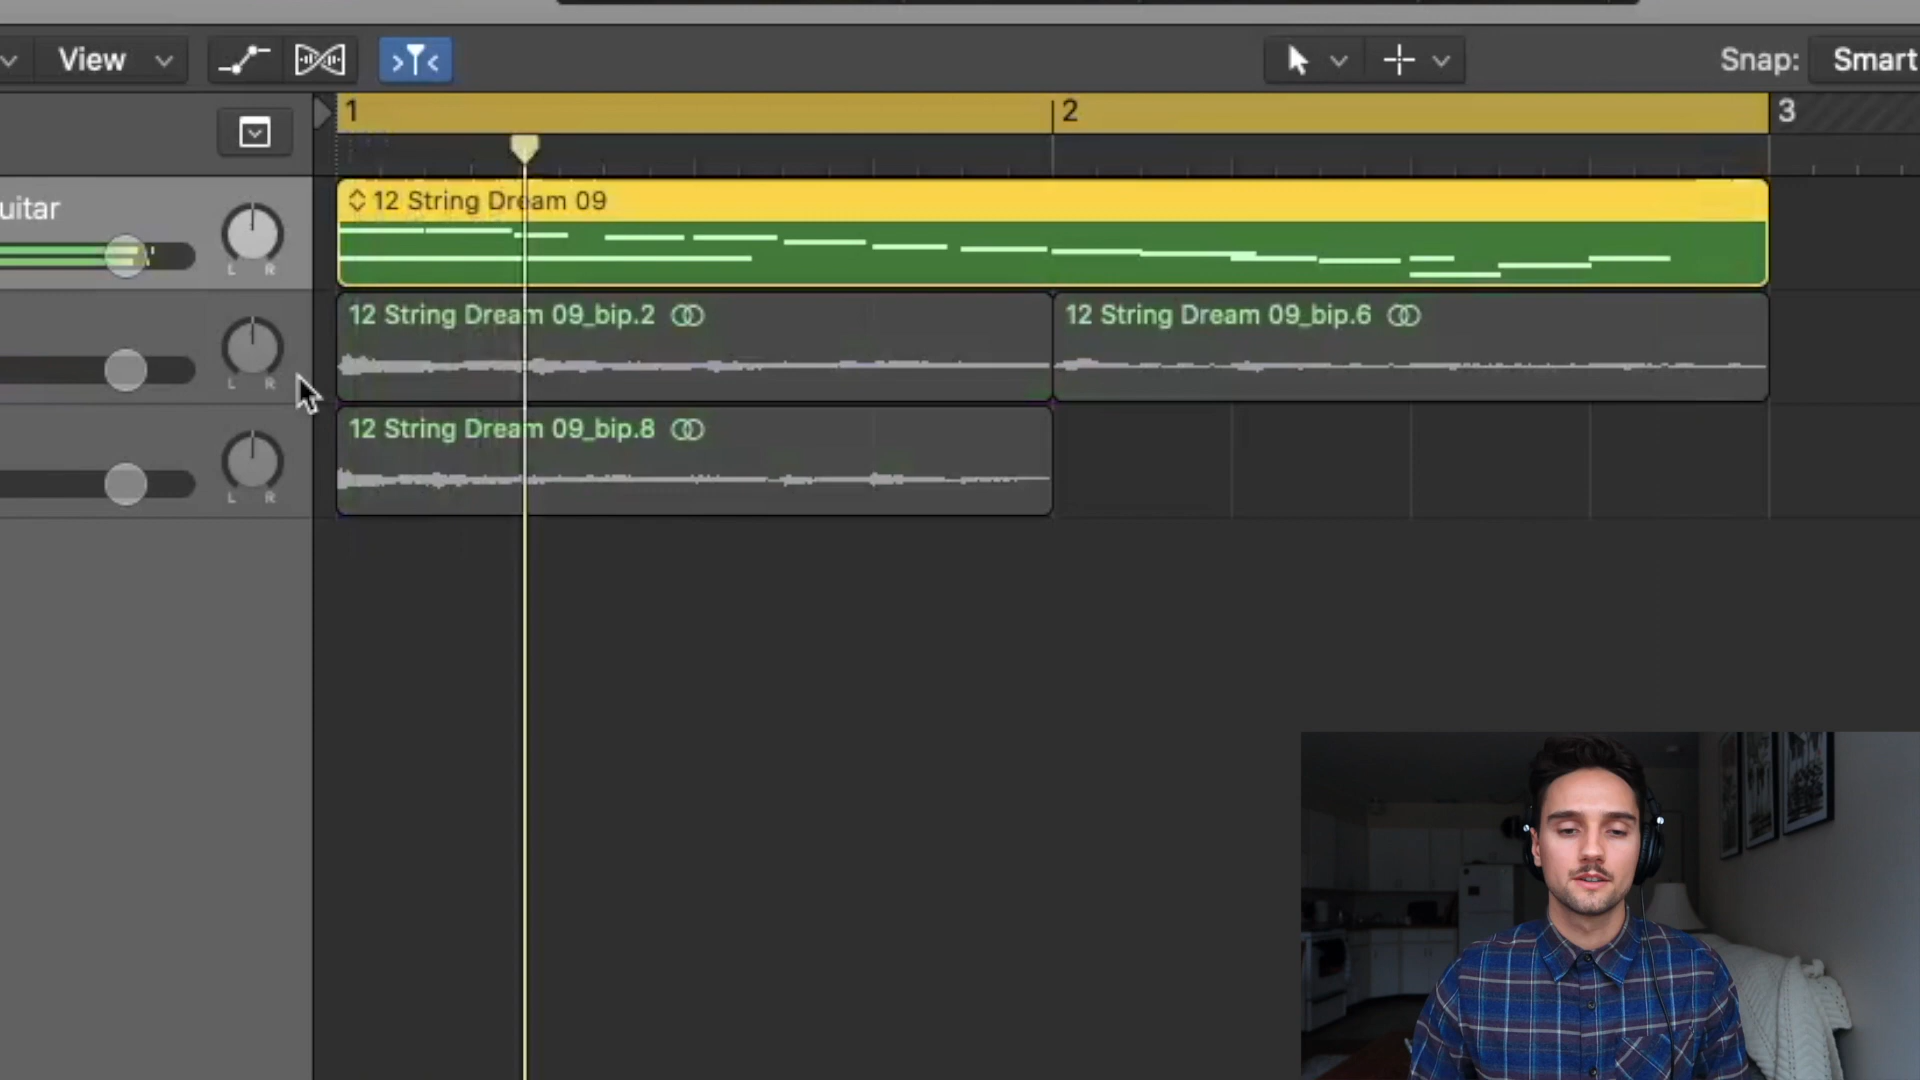 View
Snap: Smart
1 2 3
uitar
12 String Dream 09
L R
12 String Dream 09_bip.2
12 String Dream 09_bip.6
L R
12 String Dream 09_bip.8
L R